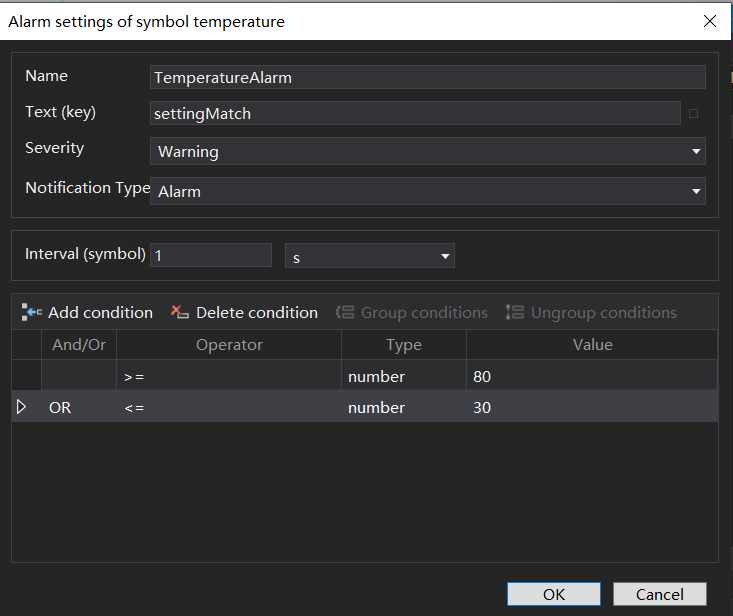 Alarm settings of symbol temperature
Name TemperatureAlarm
Text (key) settingMatch
Severity Warning
Notification Type Alarm
Interval (symbol) 1 s
Add condition Delete condition Group conditions Ungroup conditions
And/Or Operator Type Value
>= number 80
OR <= number 30
OK Cancel